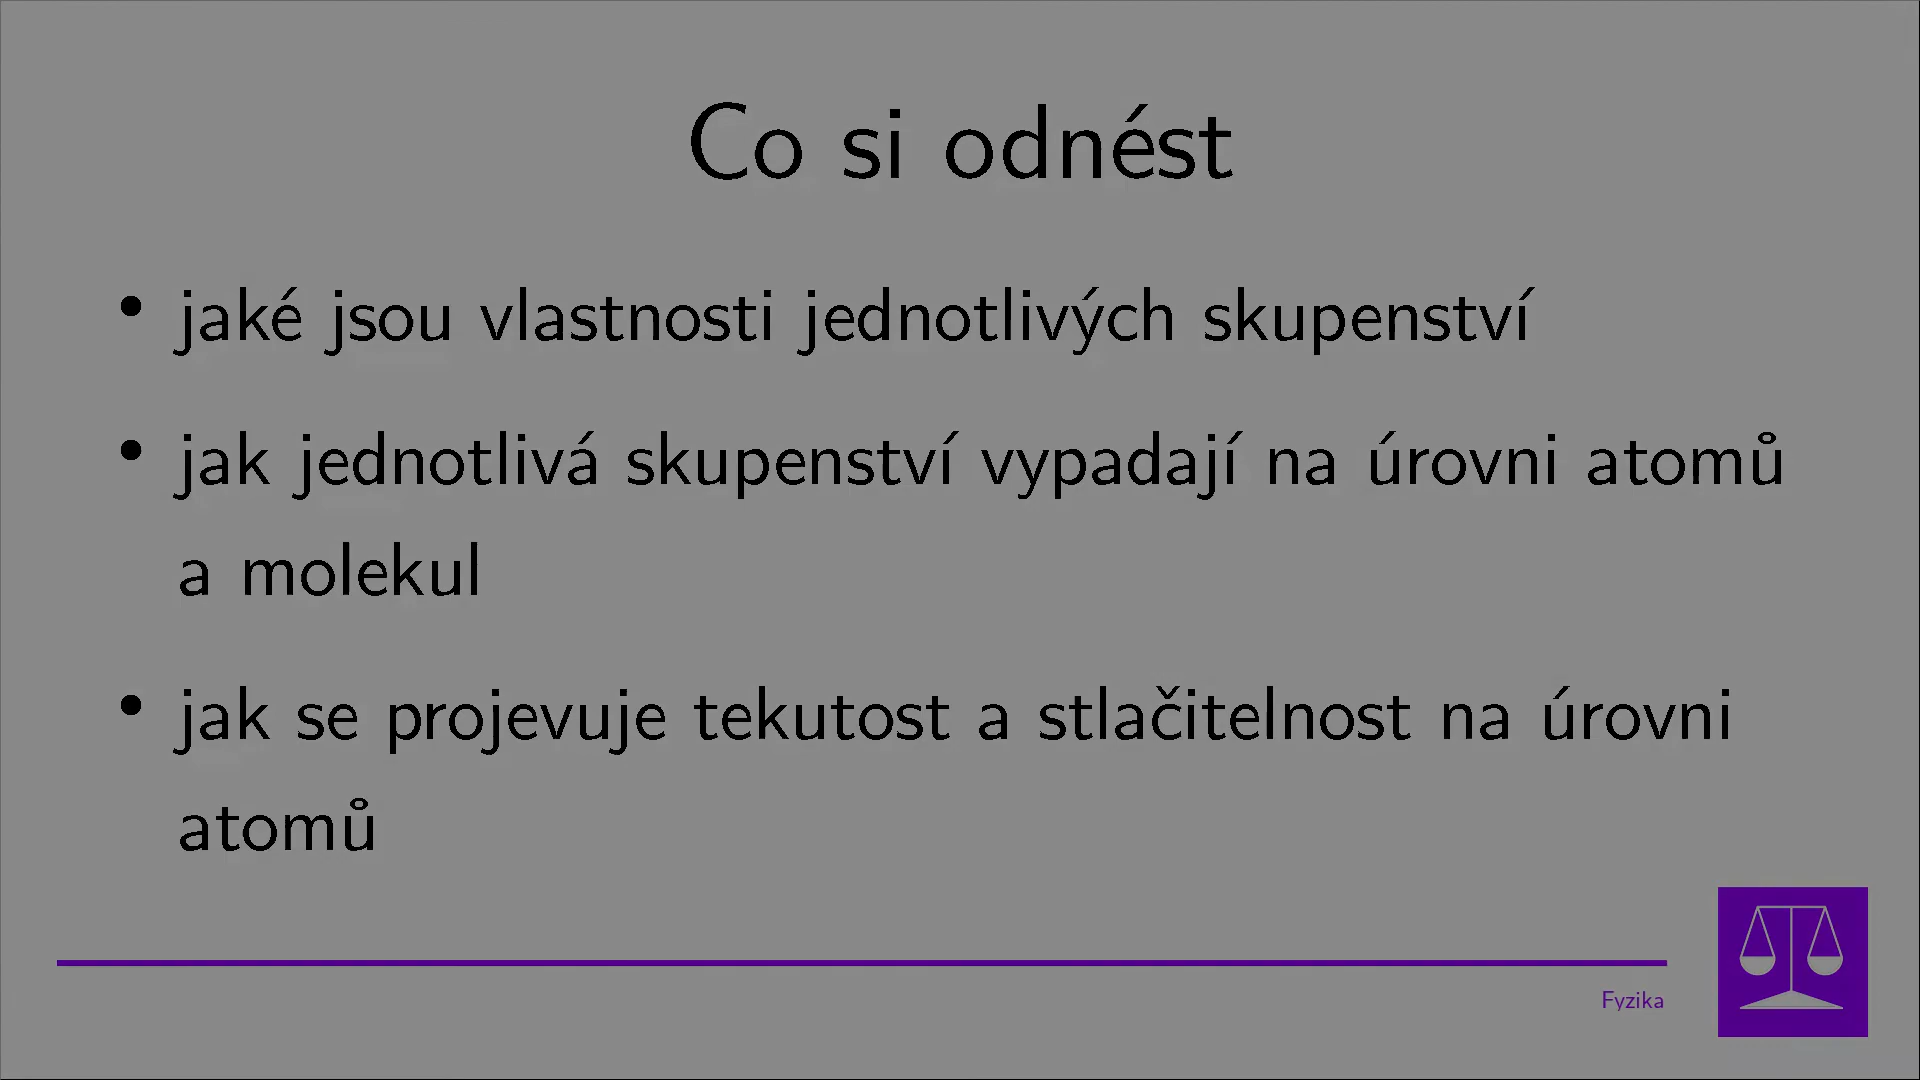 Co si odnést
• jaké jsou vlastnosti jednotlivých skupenství
• jak jednotlivá skupenství vypadají na úrovni atomů
a molekul
• jak se projevuje tekutost a stlačitelnost na úrovni
atomů
Fyzika